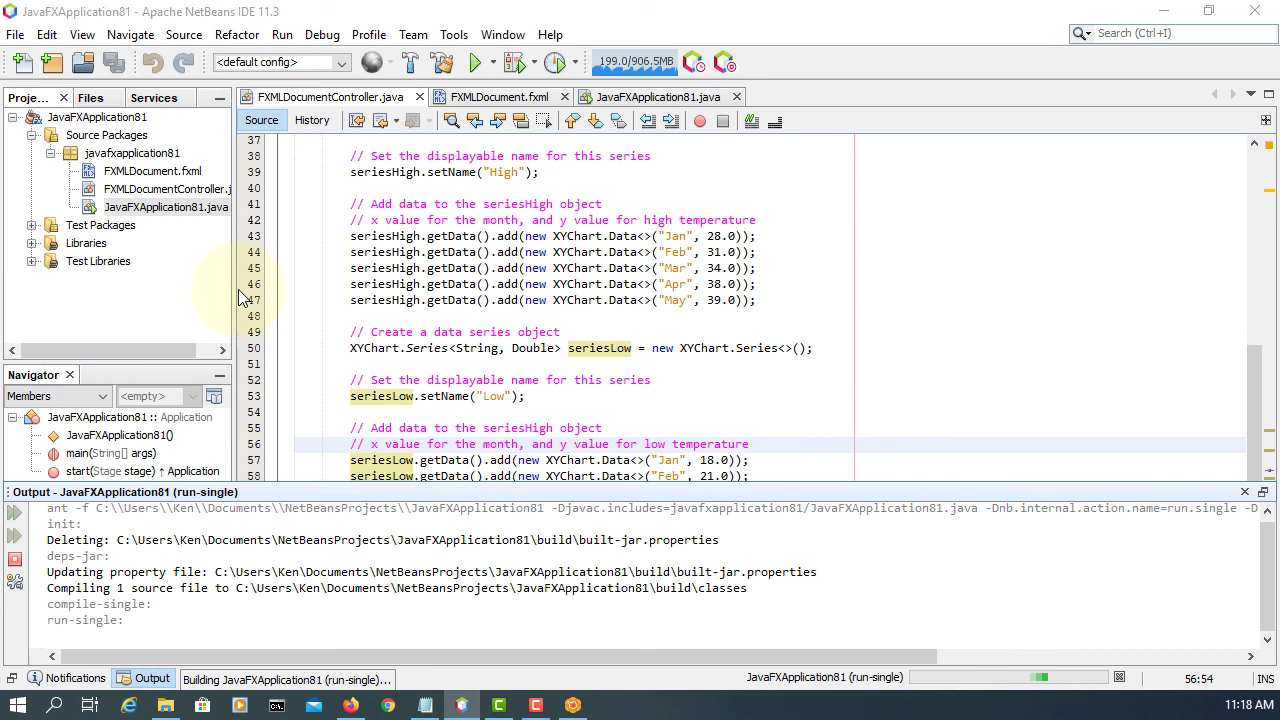 JavaFXApplication81 - Apache NetBeans IDE 11.3
File Edit View Navigate Source Refactor Run Debug Profile Team Tools Window Help
Search (Ctrl+I)
<default config>
199.0/906.5MB
Proje... Files Services
FXMLDocumentController.java FXMLDocument.fxml JavaFXApplication81.java
Source History
JavaFXApplication81
Source Packages
javafxapplication81
FXMLDocument.fxml
FXMLDocumentController.j
JavaFXApplication81.java
Test Packages
Libraries
Test Libraries
37
38 // Set the displayable name for this series
39 seriesHigh.setName("High");
40
41 // Add data to the seriesHigh object
42 // x value for the month, and y value for high temperature
43 seriesHigh.getData().add(new XYChart.Data<>("Jan", 28.0));
44 seriesHigh.getData().add(new XYChart.Data<>("Feb", 31.0));
45 seriesHigh.getData().add(new XYChart.Data<>("Mar", 34.0));
46 seriesHigh.getData().add(new XYChart.Data<>("Apr", 38.0));
47 seriesHigh.getData().add(new XYChart.Data<>("May", 39.0));
48
49 // Create a data series object
50 XYChart.Series<String, Double> seriesLow = new XYChart.Series<>();
51
52 // Set the displayable name for this series
53 seriesLow.setName("Low");
54
55 // Add data to the seriesHigh object
56 // x value for the month, and y value for low temperature
57 seriesLow.getData().add(new XYChart.Data<>("Jan", 18.0));
58 seriesLow.getData().add(new XYChart.Data<>("Feb", 21.0));
Navigator
Members <empty>
JavaFXApplication81 :: Application
JavaFXApplication81()
main(String[] args)
start(Stage stage) ↑ Application
Output - JavaFXApplication81 (run-single)
ant -f C:\\Users\\Ken\\Documents\\NetBeansProjects\\JavaFXApplication81 -Djavac.includes=javafxapplication81/JavaFXApplication81.java -Dnb.internal.action.name=run.single -D
init:
Deleting: C:\Users\Ken\Documents\NetBeansProjects\JavaFXApplication81\build\built-jar.properties
deps-jar:
Updating property file: C:\Users\Ken\Documents\NetBeansProjects\JavaFXApplication81\build\built-jar.properties
Compiling 1 source file to C:\Users\Ken\Documents\NetBeansProjects\JavaFXApplication81\build\classes
compile-single:
run-single:
Notifications Output Building JavaFXApplication81 (run-single)... JavaFXApplication81 (run-single) 56:54 INS
11:18 AM